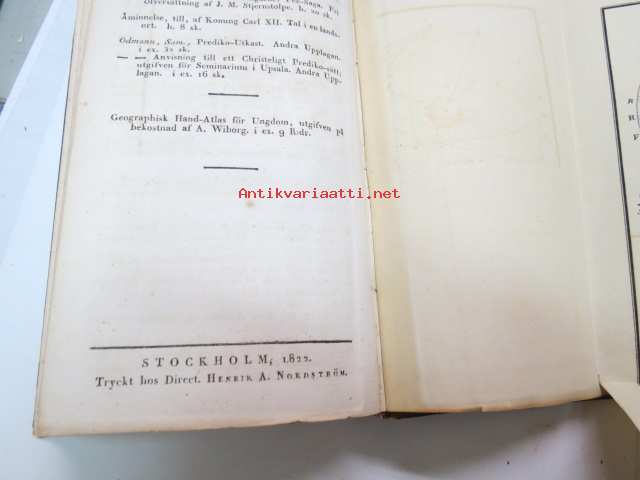 öfversättning af J. M. Stjernstolpe. h. 20 sk.
Åminnelse, till, af Konung Carl XII. Tal i en lands-
ort. h. 8 sk.
Odmann, Sam., Prediko-Utkast. Andra Upplagan.
i ex. 32 sk.
— — Anvisning till ett Christeligt Prediko-sätt,
utgifven för Seminarium i Upsala. Andra Upp-
lagan. i ex. 16 sk.
Geographisk Hand-Atlas för Ungdom, utgifven på
bekostnad af A. Wiborg. i ex. 9 R:dr.
Antikvariaatti.net
STOCKHOLM, 1822.
Tryckt hos Direct. HENRIK A. NORDSTRÖM.
R
H
V